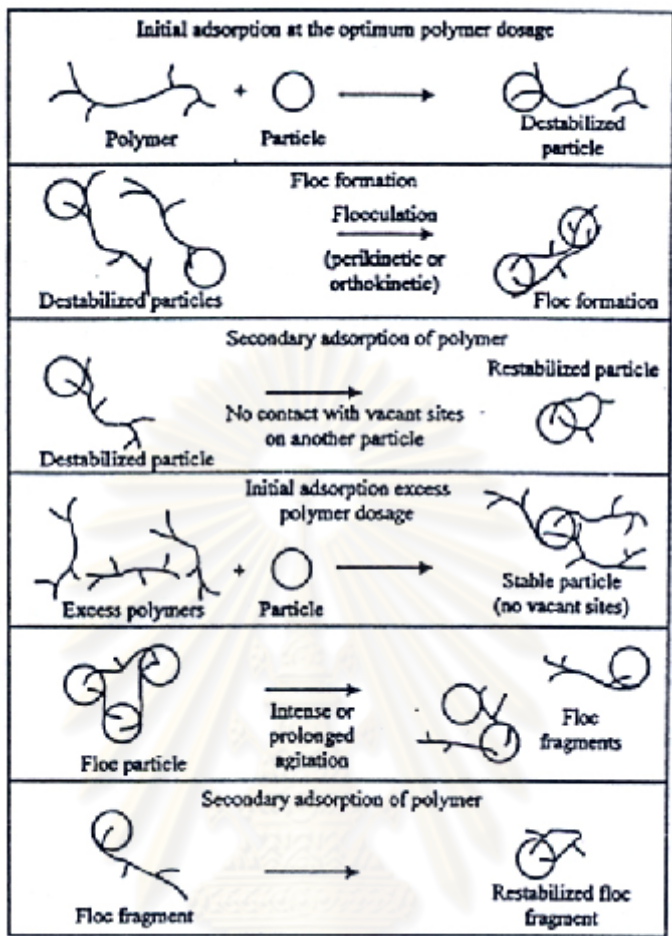 Initial adsorption at the optimum polymer dosage
+
Polymer
Particle
Destabilized
particle
Floc formation
Flocculation
(perikinetic or
orthokinetic)
Destabilized particles
Floc formation
Secondary adsorption of polymer
Restabilized particle
No contact with vacant sites
on another particle
Destabilized particle
Initial adsorption excess
polymer dosage
+
Excess polymers
Particle
Stable particle
(no vacant sites)
Intense or
prolonged
agitation
Floc particle
Floc
fragments
Secondary adsorption of polymer
Floc fragment
Restabilized floc
fragment